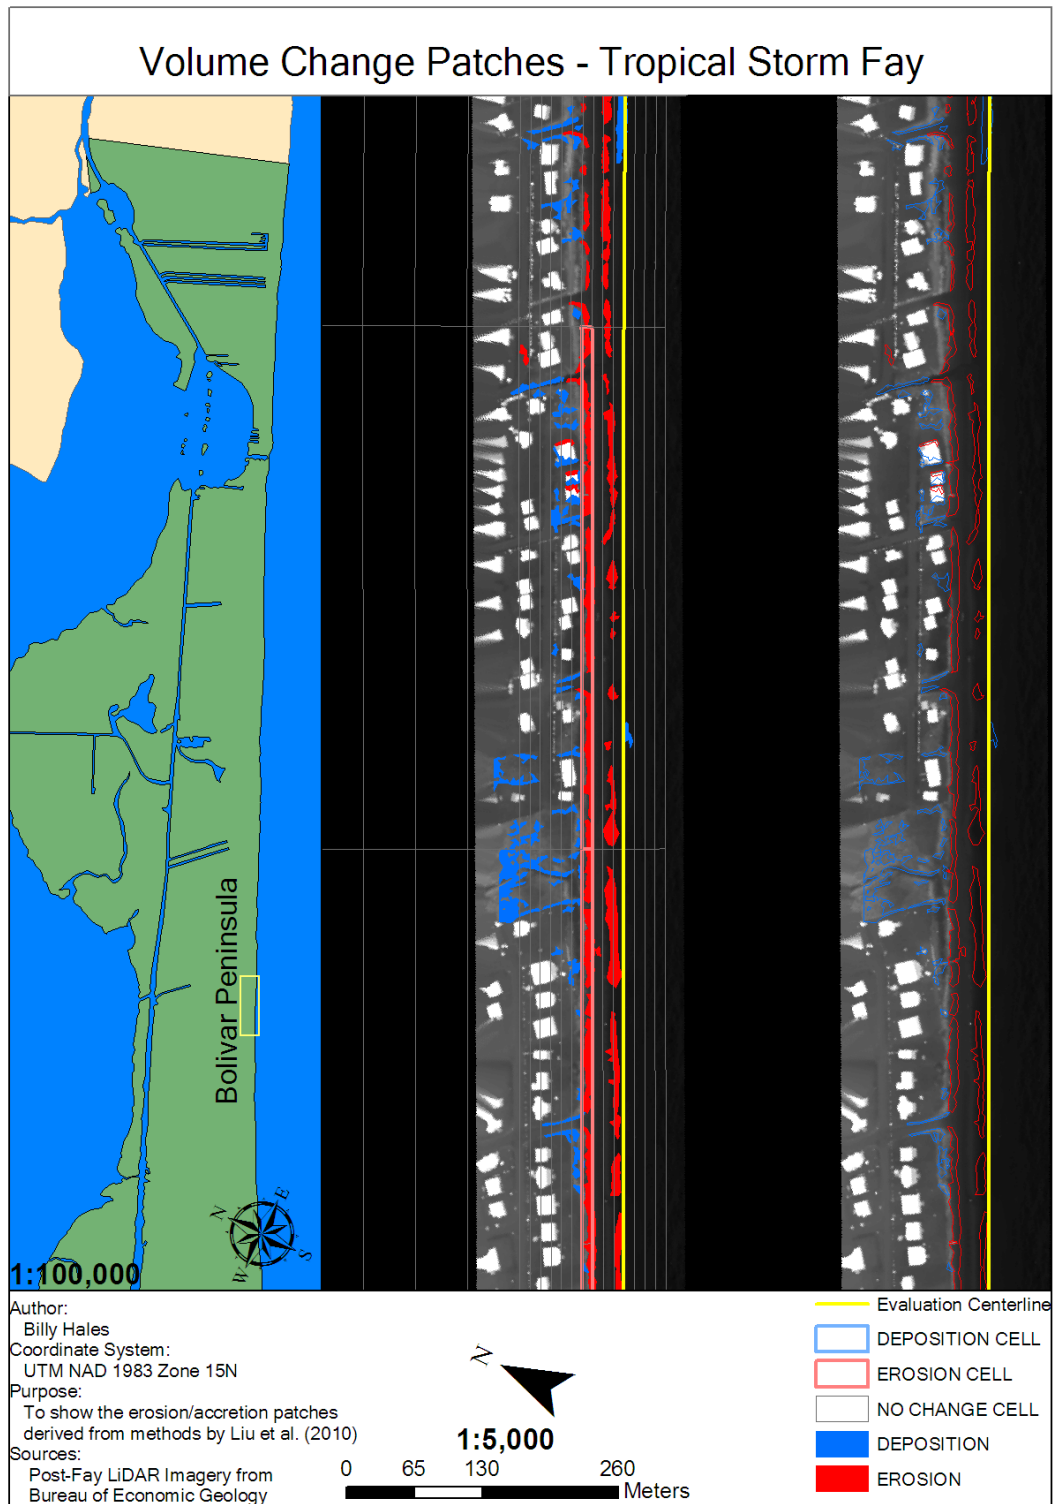 Volume Change Patches - Tropical Storm Fay
Bolivar Peninsula
N
E
S
W
1:100,000
Author:
Billy Hales
Coordinate System:
UTM NAD 1983 Zone 15N
Purpose:
To show the erosion/accretion patches
derived from methods by Liu et al. (2010)
Sources:
Post-Fay LiDAR Imagery from
Bureau of Economic Geology
N
1:5,000
0 65 130 260
Meters
Evaluation Centerline
DEPOSITION CELL
EROSION CELL
NO CHANGE CELL
DEPOSITION
EROSION